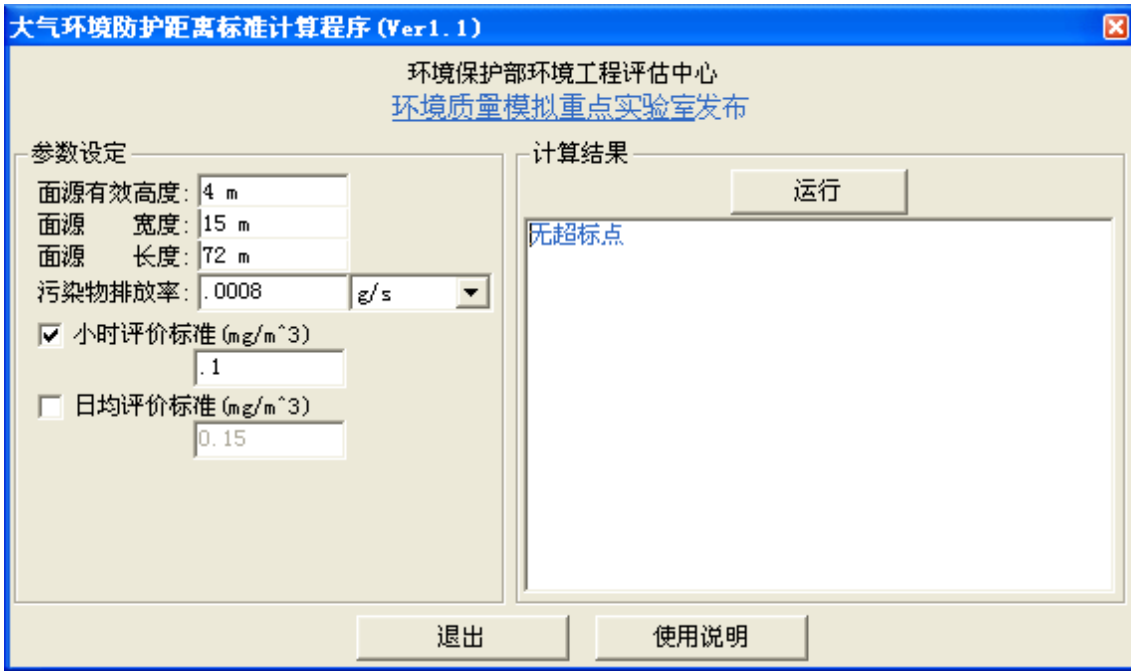 大气环境防护距离标准计算程序(Ver1.1)
环境保护部环境工程评估中心
环境质量模拟重点实验室发布
参数设定
面源有效高度: 4 m
面源 宽度: 15 m
面源 长度: 72 m
污染物排放率: .0008 g/s
小时评价标准(mg/m^3)
.1
日均评价标准(mg/m^3)
0.15
计算结果
运行
无超标点
退出
使用说明